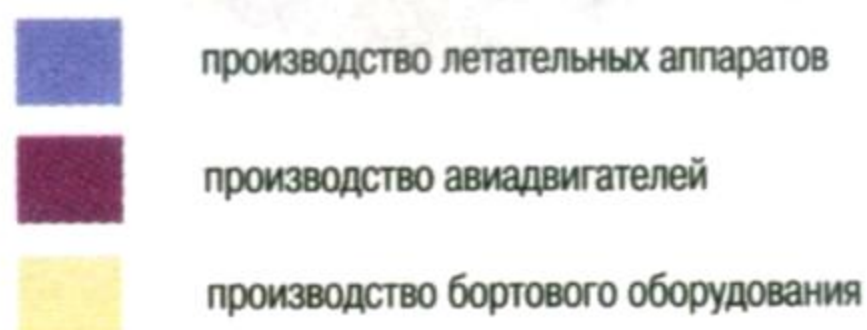 производство летательных аппаратов
производство авиадвигателей
производство бортового оборудования